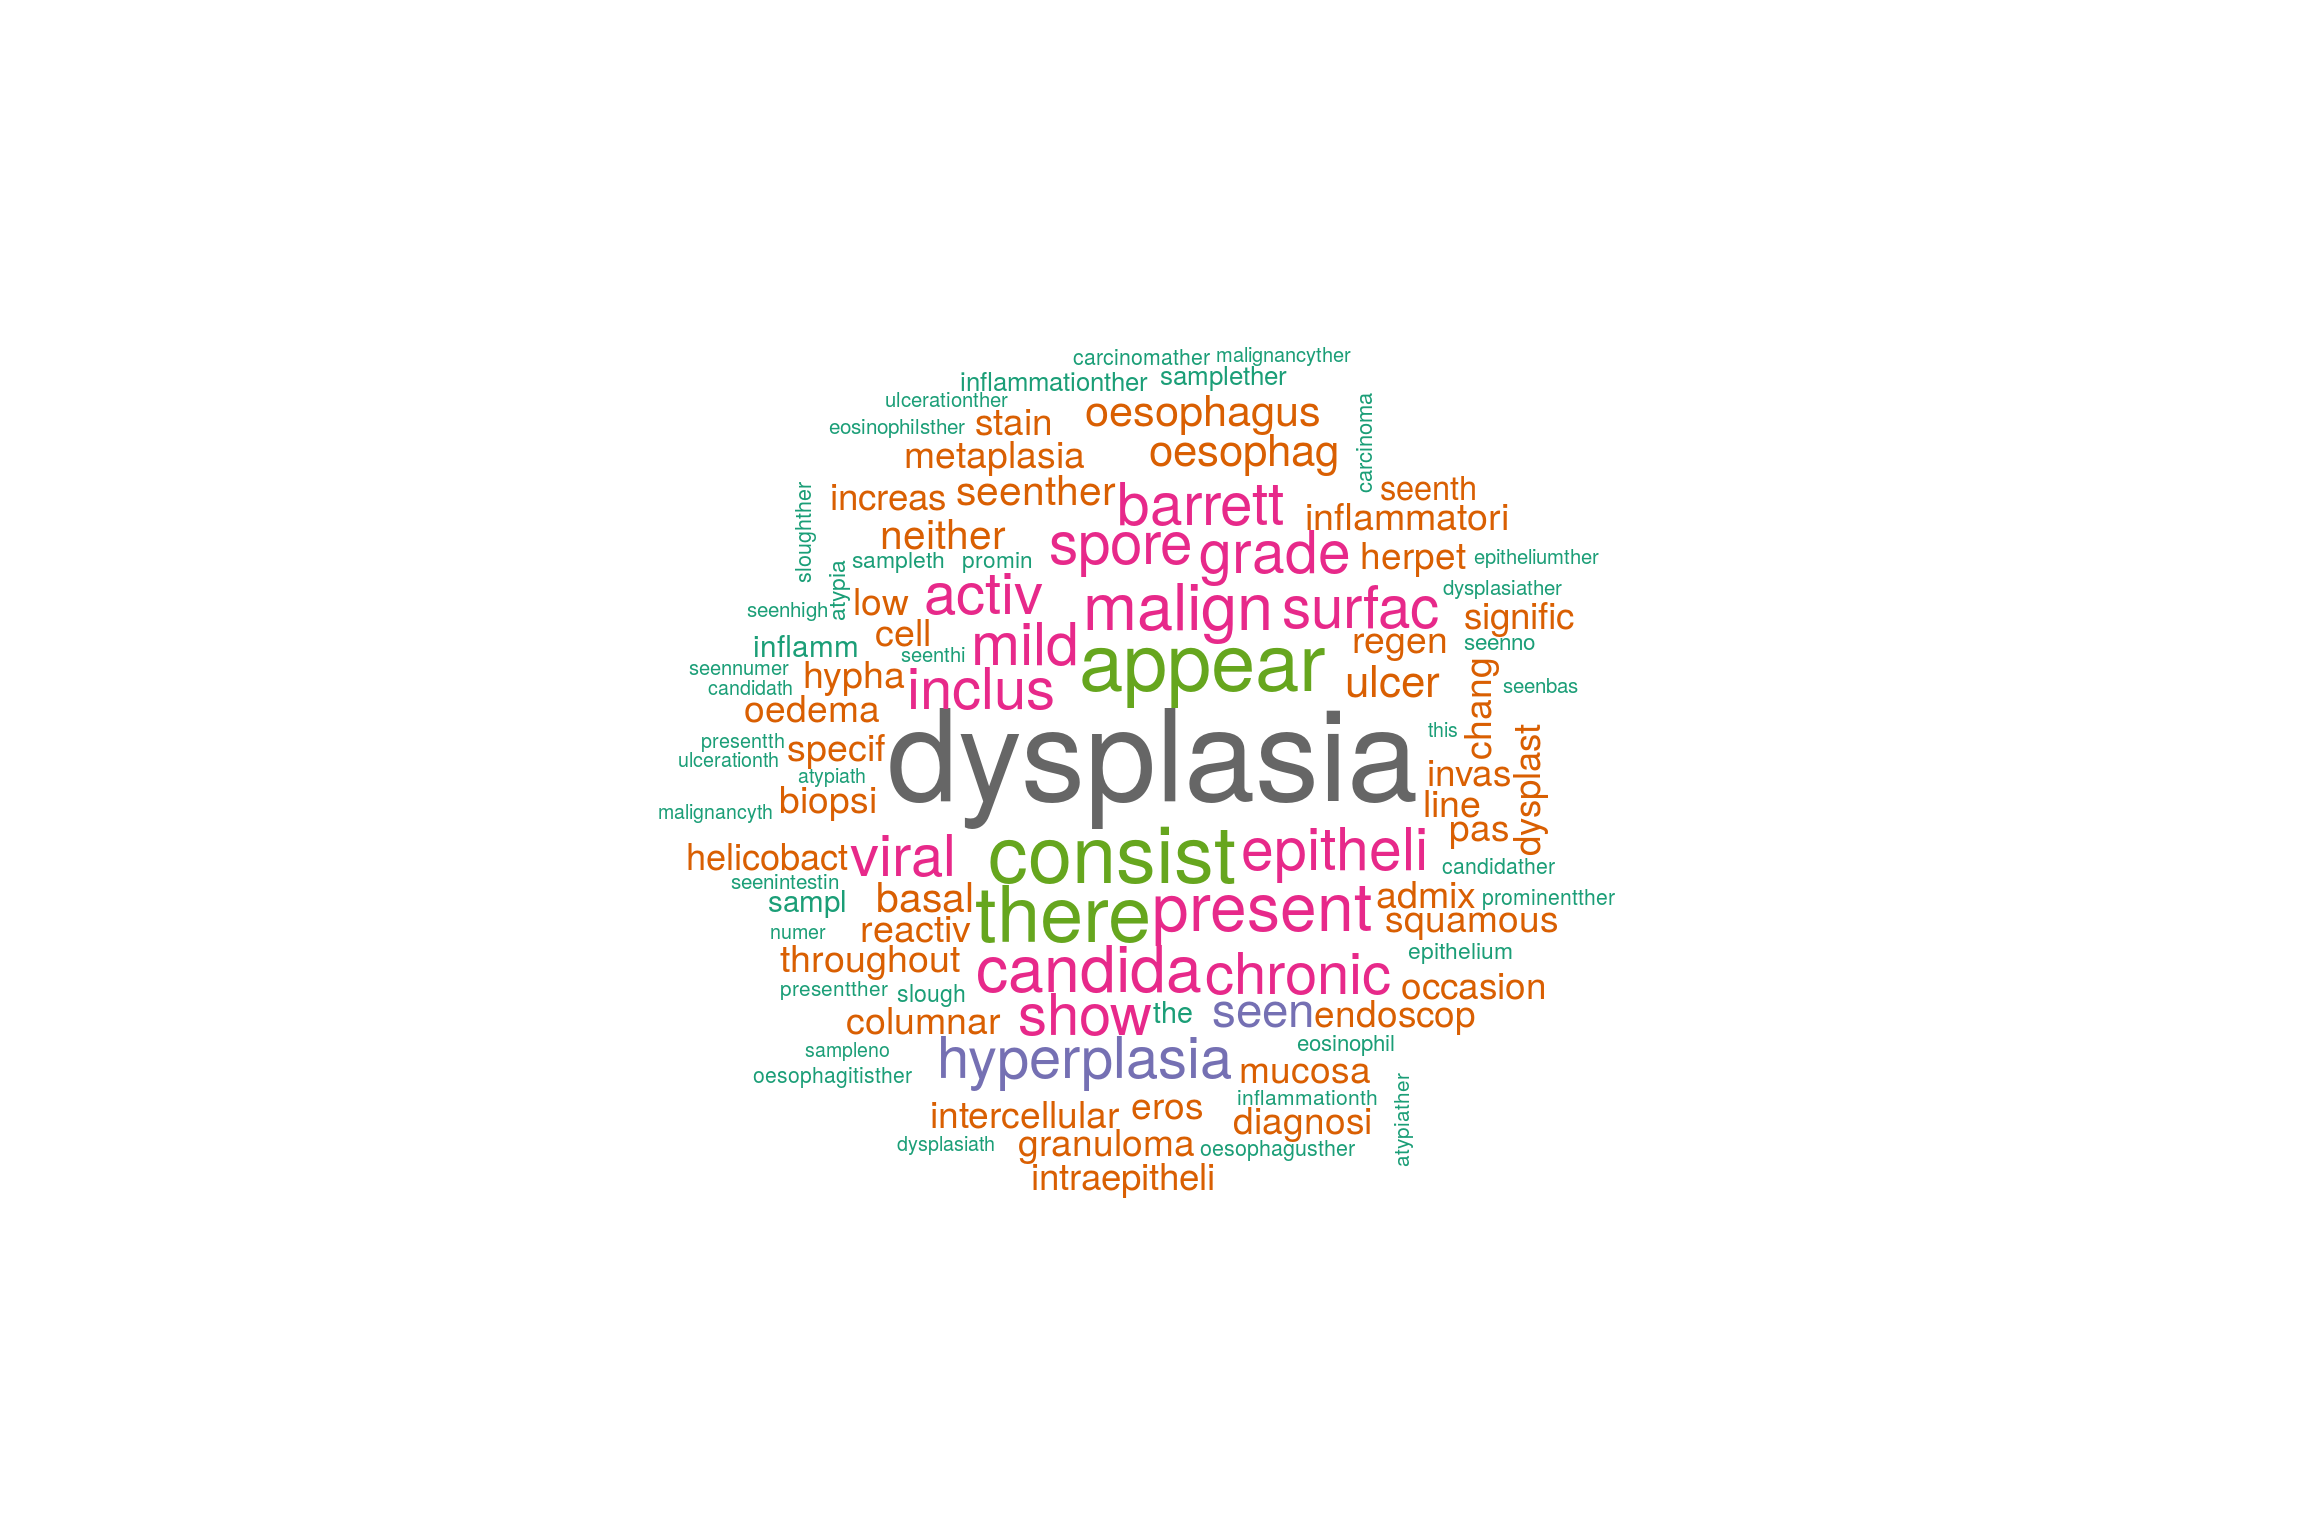 carcinomather malignancyther
inflammationther samplether
ulcerationther
stain oesophagus
eosinophilsther
metaplasia oesophag
carcinoma
increas seenther barrett seenth
sloughther
neither spore grade inflammatori
sampleth promin herpet epitheliumther
atypia
seenhigh low activ malign surfac dysplasiather
signific
cell mild regen seenno
inflamm seenthi appear
seennumer hypha inclus ulcer chang seenbas
candidath
oedema
presentth specif dysplasia this
ulcerationth
atypiath invas dysplast
malignancyth biopsi line
pas
helicobact viral consist epitheli candidather
seenintestin
sampl basal there present admix prominentther
numer reactiv squamous
throughout candida chronic epithelium
presentther slough occasion
columnar show the seen endoscop
sampleno hyperplasia eosinophil
oesophagitisther mucosa
inflammationth
intercellular eros diagnosi atypiather
dysplasiath granuloma oesophagusther
intraepitheli